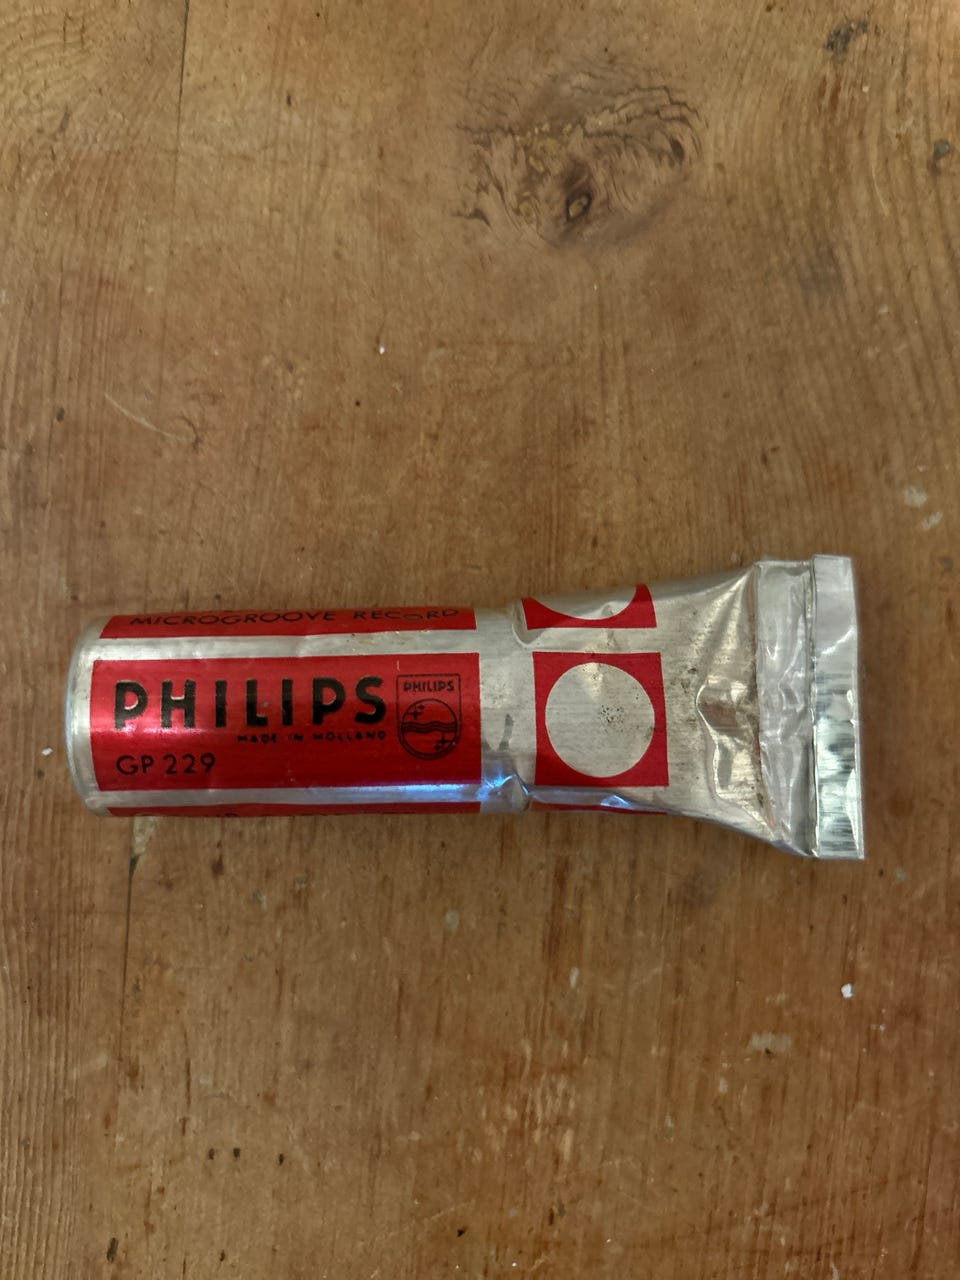 MICROGROOVE RECORD
PHILIPS
MADE IN HOLLAND
PHILIPS
GP 229